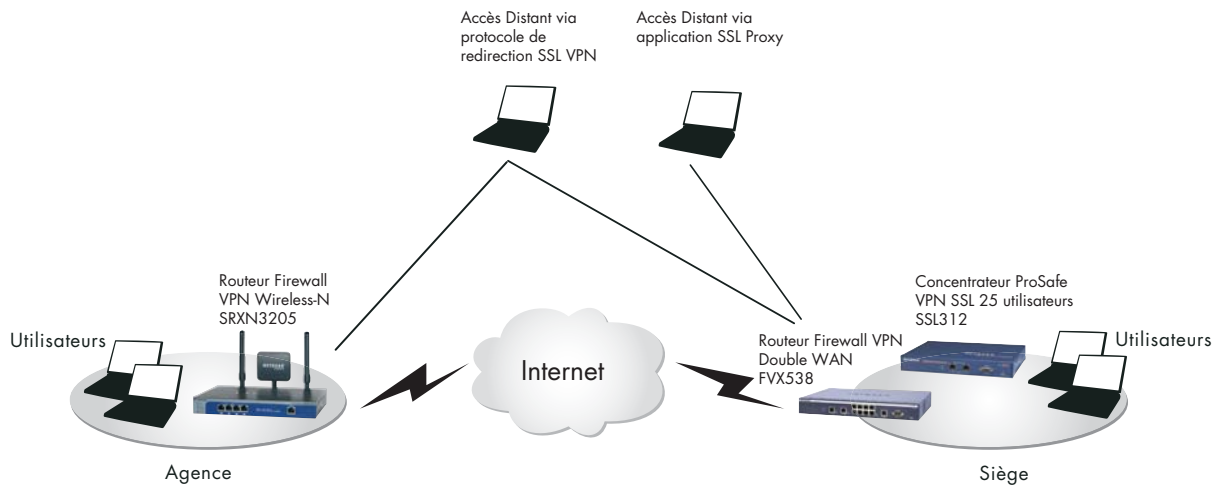 Accès Distant via
protocole de
redirection SSL VPN
Accès Distant via
application SSL Proxy
Routeur Firewall
VPN Wireless-N
SRXN3205
Utilisateurs
Agence
Internet
Routeur Firewall VPN
Double WAN
FVX538
Concentrateur ProSafe
VPN SSL 25 utilisateurs
SSL312
Utilisateurs
Siège